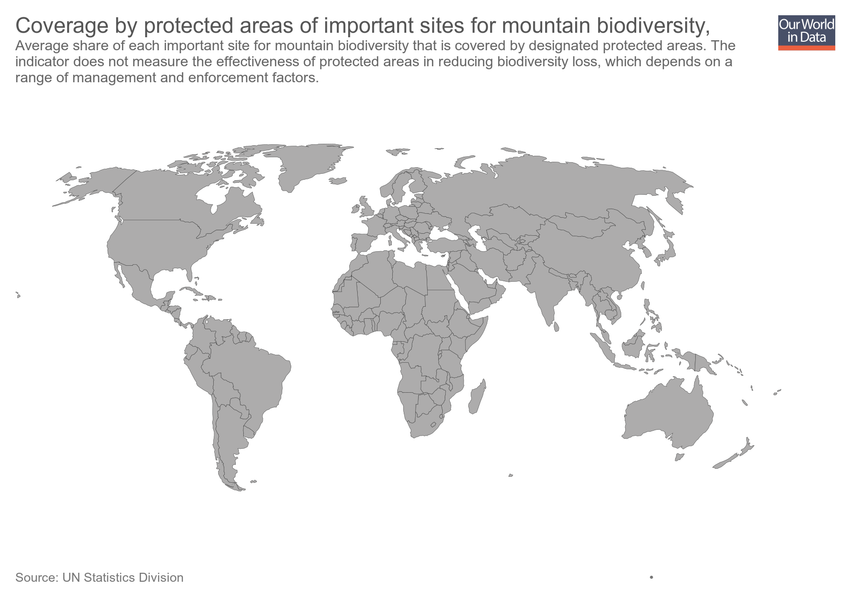 Coverage by protected areas of important sites for mountain biodiversity,
Our World
in Data
Average share of each important site for mountain biodiversity that is covered by designated protected areas. The
indicator does not measure the effectiveness of protected areas in reducing biodiversity loss, which depends on a
range of management and enforcement factors.
Source: UN Statistics Division
•